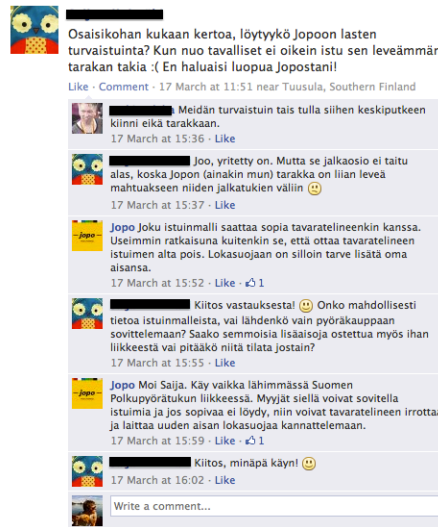 Osaisikohan kukaan kertoa, löytyykö Jopoon lasten
turvaistuinta? Kun nuo tavalliset ei oikein istu sen leveämmän
tarakan takia :( En haluaisi luopua Jopostani!
Like · Comment · 17 March at 11:51 near Tuusula, Southern Finland
Meidän turvaistuin tais tulla siihen keskiputkeen
kiinni eikä tarakkaan.
17 March at 15:36 · Like
Joo, yritetty on. Mutta se jalkaosio ei taitu
alas, koska Jopon (ainakin mun) tarakka on liian leveä
mahtuakseen niiden jalkatukien väliin
17 March at 15:37 · Like
jopo
Jopo Joku istuinmalli saattaa sopia tavaratelineenkin kanssa.
Useimmin ratkaisuna kuitenkin se, että ottaa tavaratelineen
istuimen alta pois. Lokasuojaan on silloin tarve lisätä oma
aisansa.
17 March at 15:52 · Like · 1
Kiitos vastauksesta! Onko mahdollisesti
tietoa istuinmalleista, vai lähdenkö vain pyöräkauppaan
sovittelemaan? Saako semmoisia lisäaisoja ostettua myös ihan
liikkeestä vai pitääkö niitä tilata jostain?
17 March at 15:55 · Like
jopo
Jopo Moi Saija. Käy vaikka lähimmässä Suomen
Polkupyörätukun liikkeessä. Myyjät siellä voivat sovitella
istuimia ja jos sopivaa ei löydy, niin voivat tavaratelineen irrottaa
ja laittaa uuden aisan lokasuojaa kannattelemaan.
17 March at 15:59 · Like · 1
Kiitos, minäpä käyn!
17 March at 16:02 · Like
Write a comment...